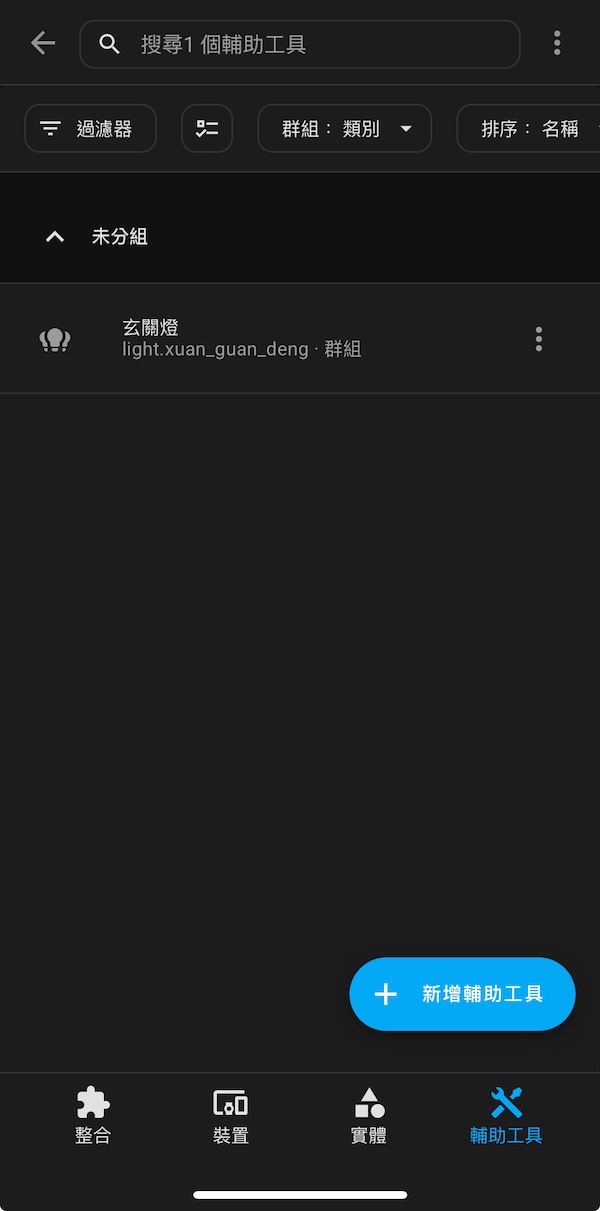 搜尋1 個輔助工具
過濾器
群組： 類別
排序： 名稱
未分組
玄關燈
light.xuan_guan_deng · 群組
新增輔助工具
整合
裝置
實體
輔助工具